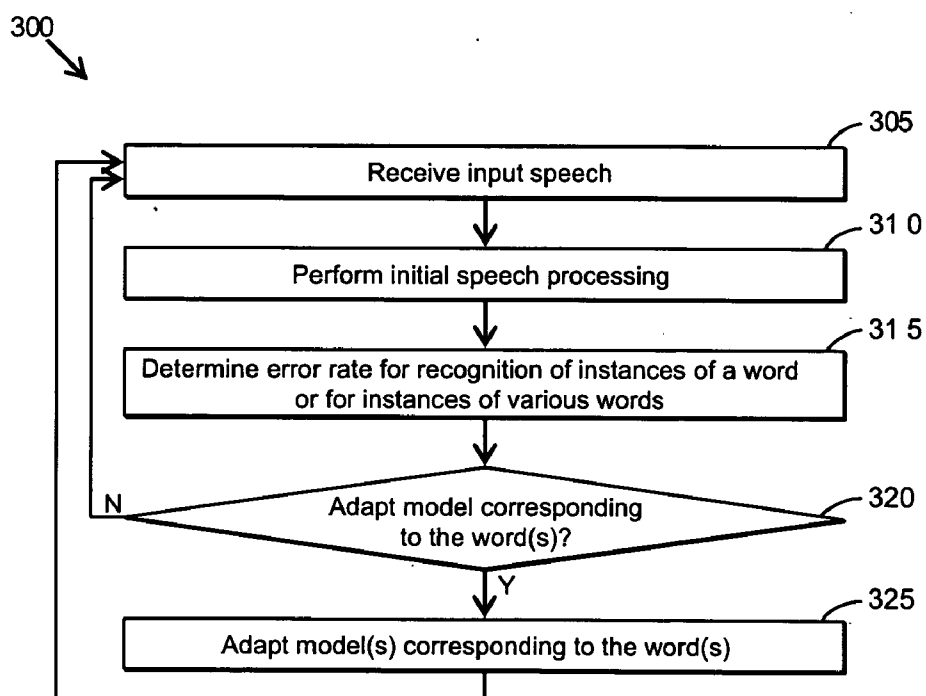 300
305
Receive input speech
31 0
Perform initial speech processing
31 5
Determine error rate for recognition of instances of a word
or for instances of various words
320
N
Adapt model corresponding
to the word(s)?
Y
325
Adapt model(s) corresponding to the word(s)